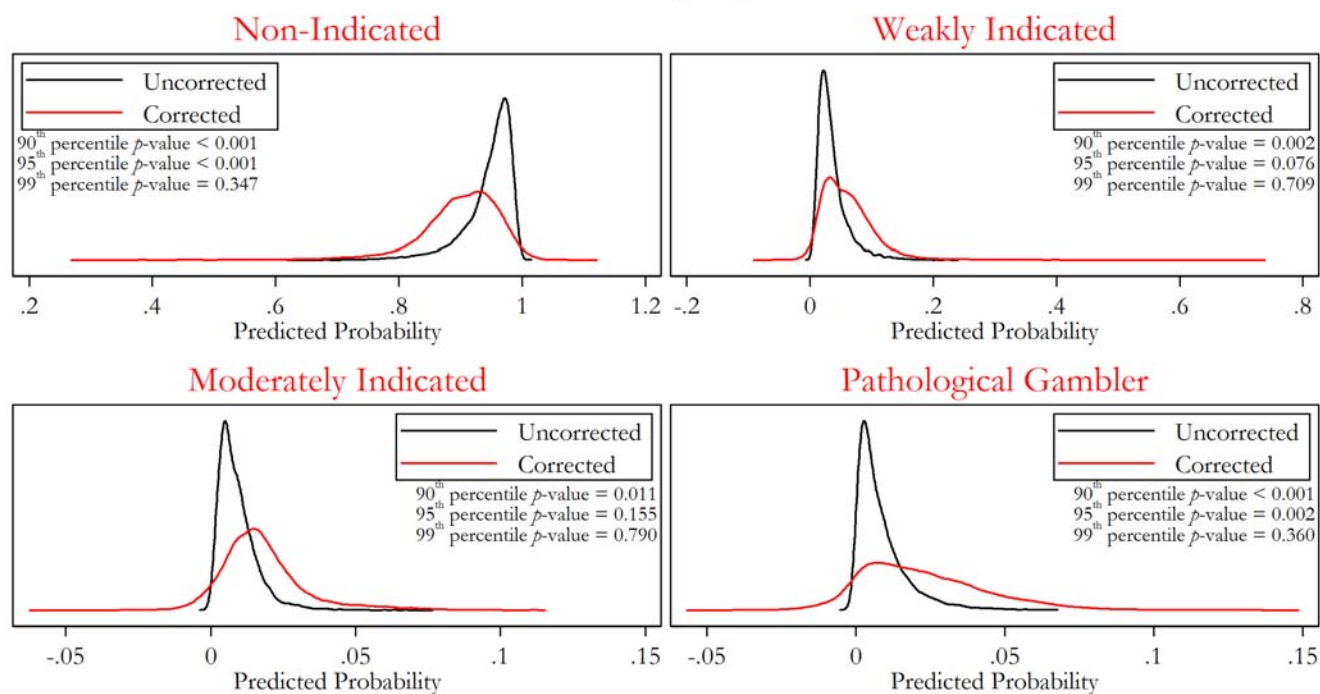 Non-Indicated
Uncorrected
Corrected
90th percentile p-value < 0.001
95th percentile p-value < 0.001
99th percentile p-value = 0.347
.2 .4 .6 .8 1 1.2
Predicted Probability
Weakly Indicated
Uncorrected
Corrected
90th percentile p-value = 0.002
95th percentile p-value = 0.076
99th percentile p-value = 0.709
-.2 0 .2 .4 .6 .8
Predicted Probability
Moderately Indicated
Uncorrected
Corrected
90th percentile p-value = 0.011
95th percentile p-value = 0.155
99th percentile p-value = 0.790
-.05 0 .05 .1 .15
Predicted Probability
Pathological Gambler
Uncorrected
Corrected
90th percentile p-value < 0.001
95th percentile p-value = 0.002
99th percentile p-value = 0.360
-.05 0 .05 .1 .15
Predicted Probability